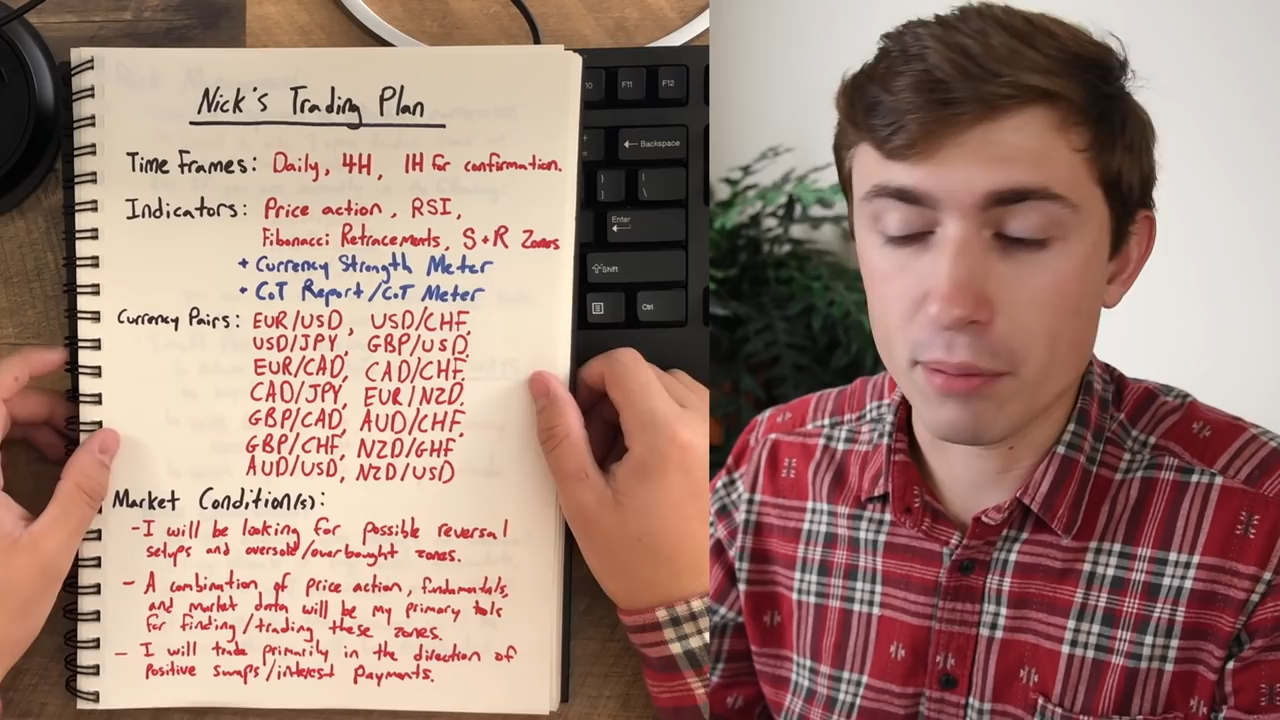 Nick's Trading Plan
Time Frames: Daily, 4H, 1H for confirmation.
Indicators: Price action, RSI,
Fibonacci Retracements, S+R Zones
+ Currency Strength Meter
+ CoT Report/CoT Meter
Currency Pairs: EUR/USD, USD/CHF,
USD/JPY, GBP/USD,
EUR/CAD, CAD/CHF,
CAD/JPY, EUR/NZD,
GBP/CAD, AUD/CHF,
GBP/CHF, NZD/CHF
AUD/USD, NZD/USD
Market Condition(s):
- I will be looking for possible reversal
setups and oversold/overbought zones.
- A combination of price action, fundamentals,
and market data will be my primary tools
for finding/trading these zones.
- I will trade primarily in the direction of
positive swaps/interest payments.
10 F11 F12
← Backspace
Enter
Shift
Ctrl